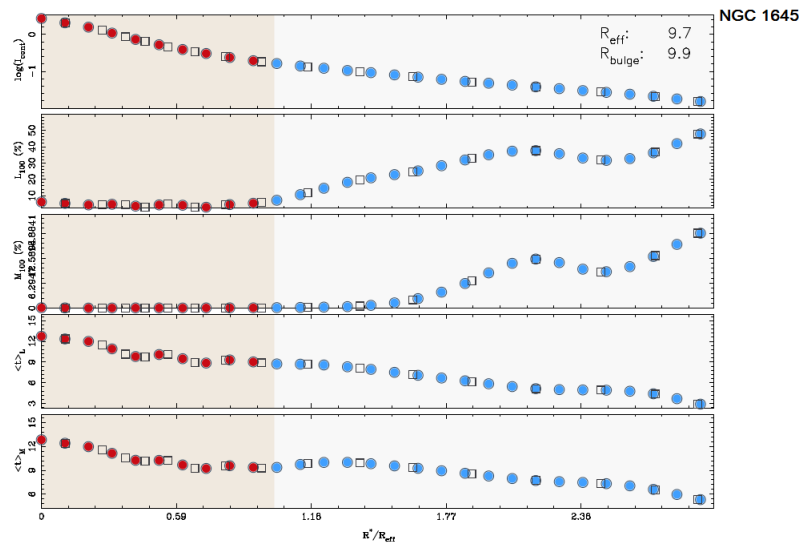 NGC 1645
R_eff: 9.7
R_bulge: 9.9
log(I_cont)
0
−1
L_100 (%)
50
40
30
20
10
M_100 (%)
0
<t>_L
15
12
9
6
3
<t>_M
15
12
9
6
0
0.59
1.18
1.77
2.36
R*/R_eff